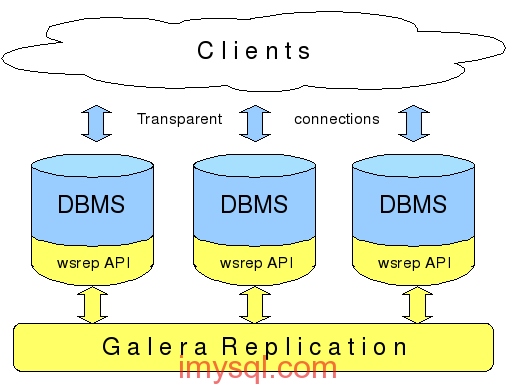 Clients
Transparent connections
DBMS DBMS DBMS
wsrep API wsrep API wsrep API
Galera Replication
imysql.com